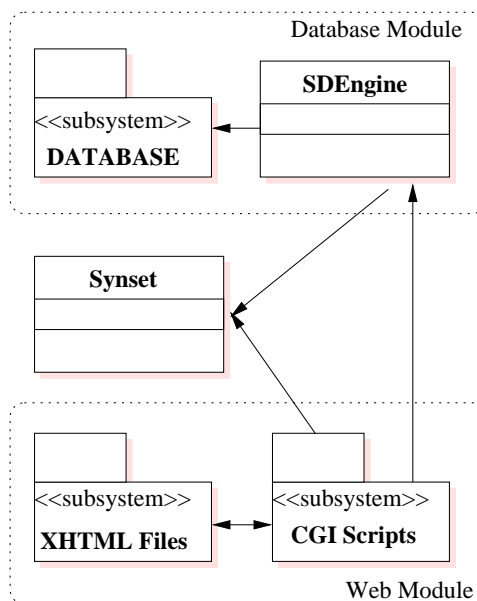 Database Module
SDEngine
<<subsystem>>
DATABASE
Synset
<<subsystem>>
XHTML Files
<<subsystem>>
CGI Scripts
Web Module